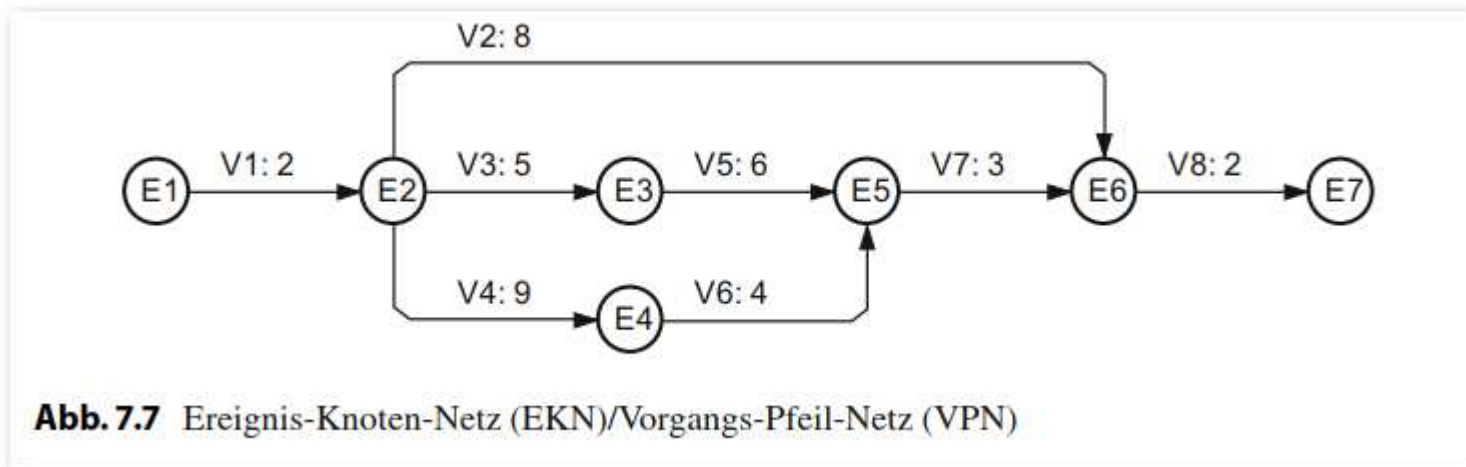 V2: 8
E1 V1: 2 E2 V3: 5 E3 V5: 6 E5 V7: 3 E6 V8: 2 E7
V4: 9 E4 V6: 4
Abb. 7.7 Ereignis-Knoten-Netz (EKN)/Vorgangs-Pfeil-Netz (VPN)